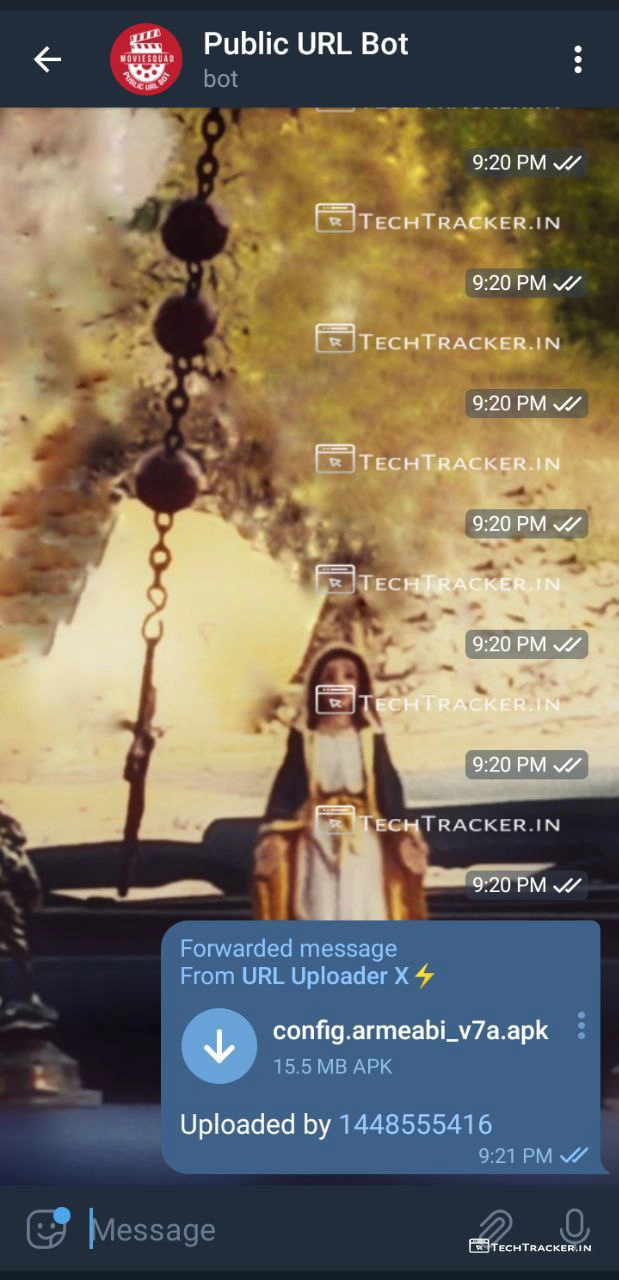 Public URL Bot
bot
MOVIESQUAD
PUBLIC URL BOT
9:20 PM
TECHTRACKER.IN
9:20 PM
TECHTRACKER.IN
9:20 PM
TECHTRACKER.IN
9:20 PM
TECHTRACKER.IN
9:20 PM
TECHTRACKER.IN
9:20 PM
TECHTRACKER.IN
9:20 PM
Forwarded message
From URL Uploader X⚡
config.armeabi_v7a.apk
15.5 MB APK
Uploaded by 1448555416
9:21 PM
Message
TECHTRACKER.IN